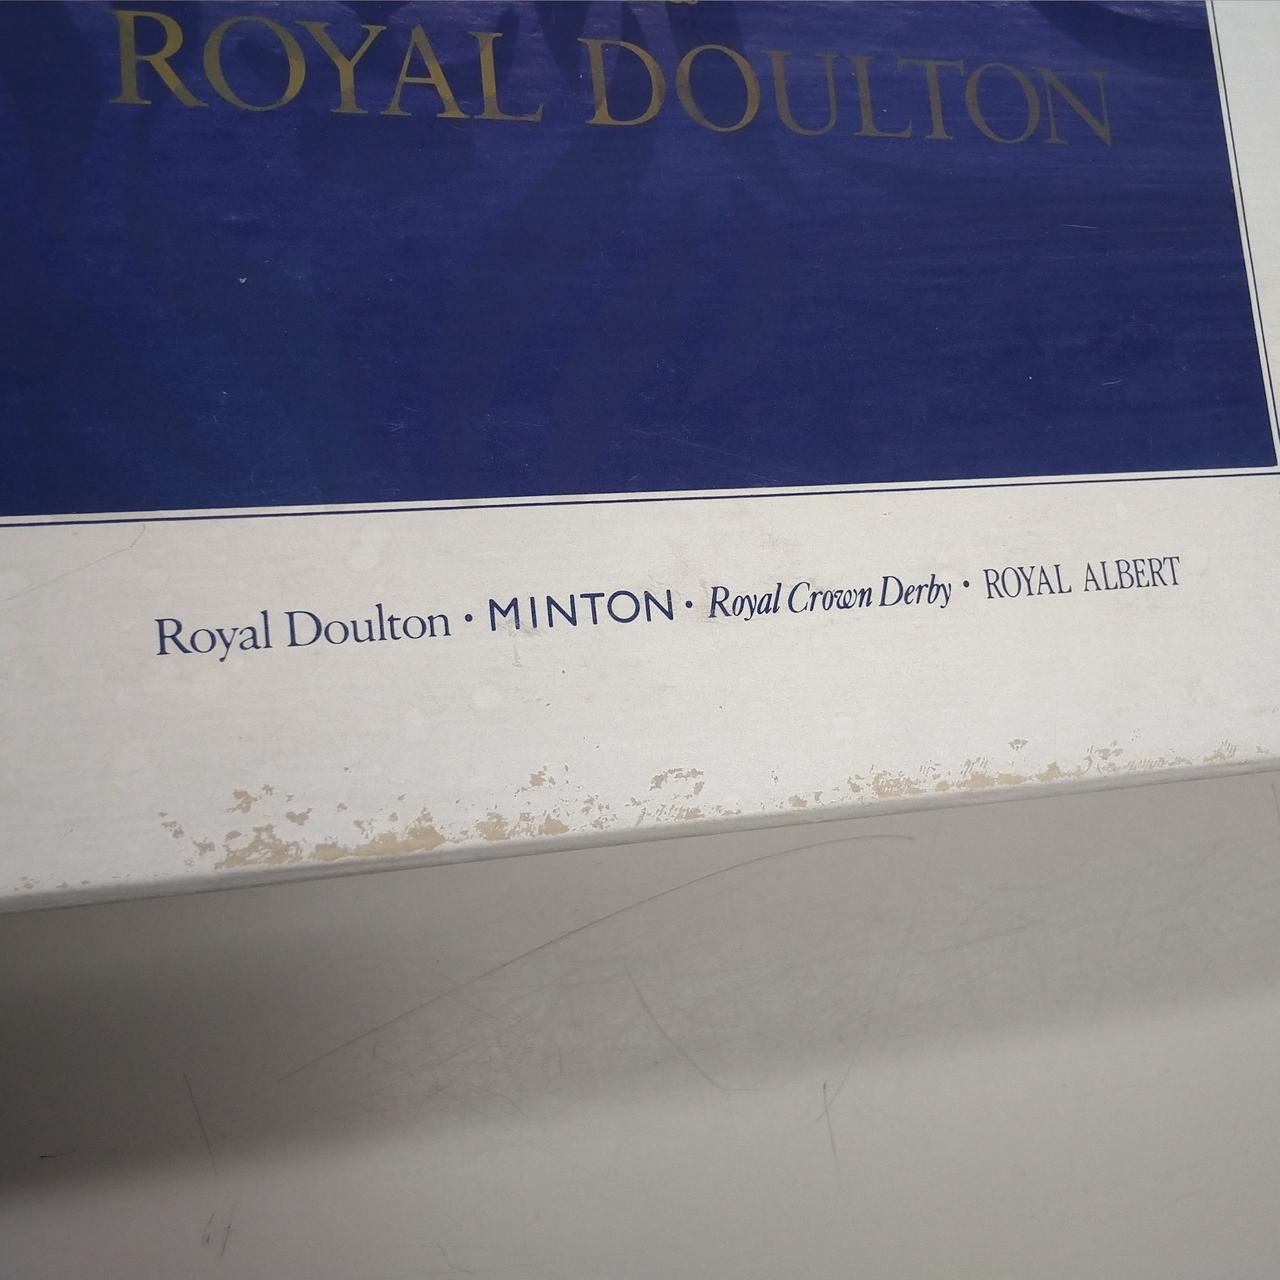 ROYAL DOULTON
Royal Doulton · MINTON · Royal Crown Derby · ROYAL ALBERT